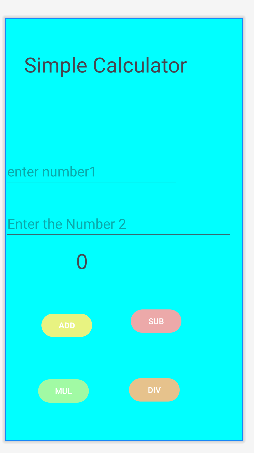 Simple Calculator
enter number1
Enter the Number 2
0
ADD SUB
MUL DIV